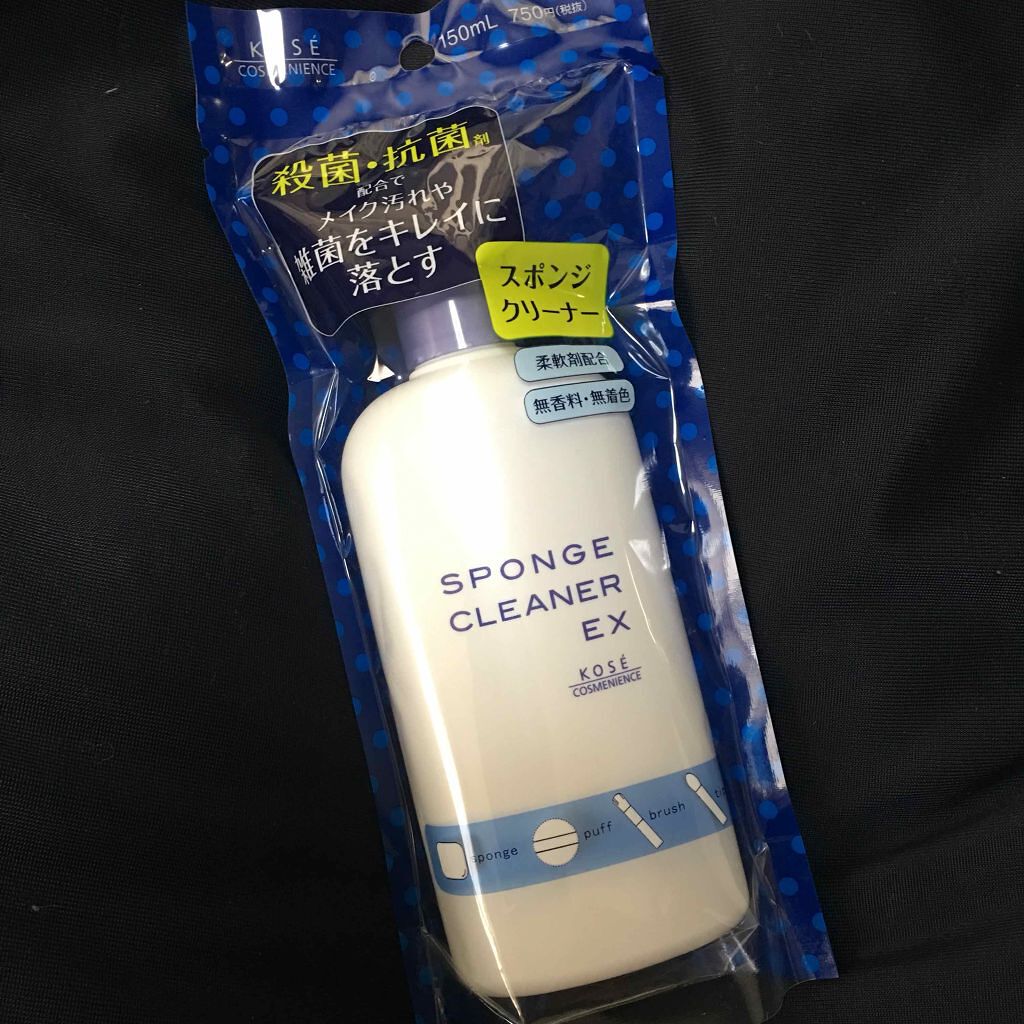 KOSÉ
COSMENIENCE
150mL 750円(税抜)
殺菌・抗菌剤
配合で
メイク汚れや
雑菌をキレイに
落とす
スポンジ
クリーナー
柔軟剤配合
無香料・無着色
SPONGE
CLEANER
EX
KOSÉ
COSMENIENCE
sponge
puff
brush